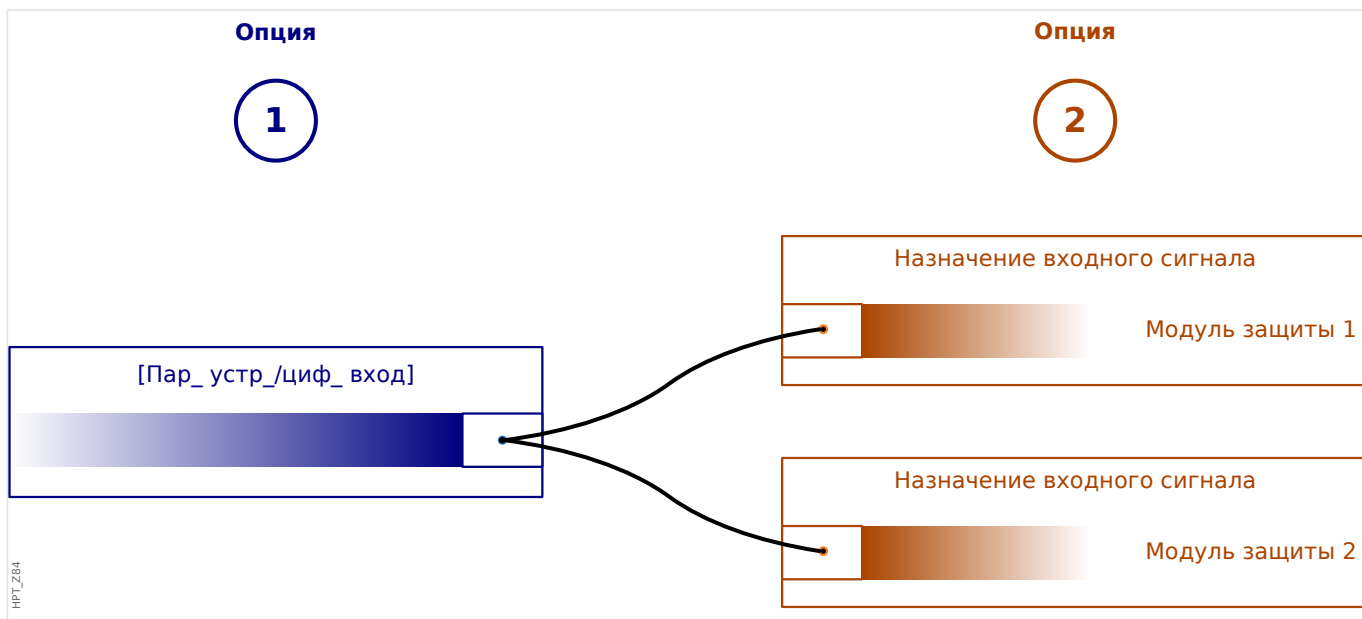 Опция
1
Опция
2
[Пар_ устр_/циф_ вход]
Назначение входного сигнала
Модуль защиты 1
Назначение входного сигнала
Модуль защиты 2
HPT_Z84